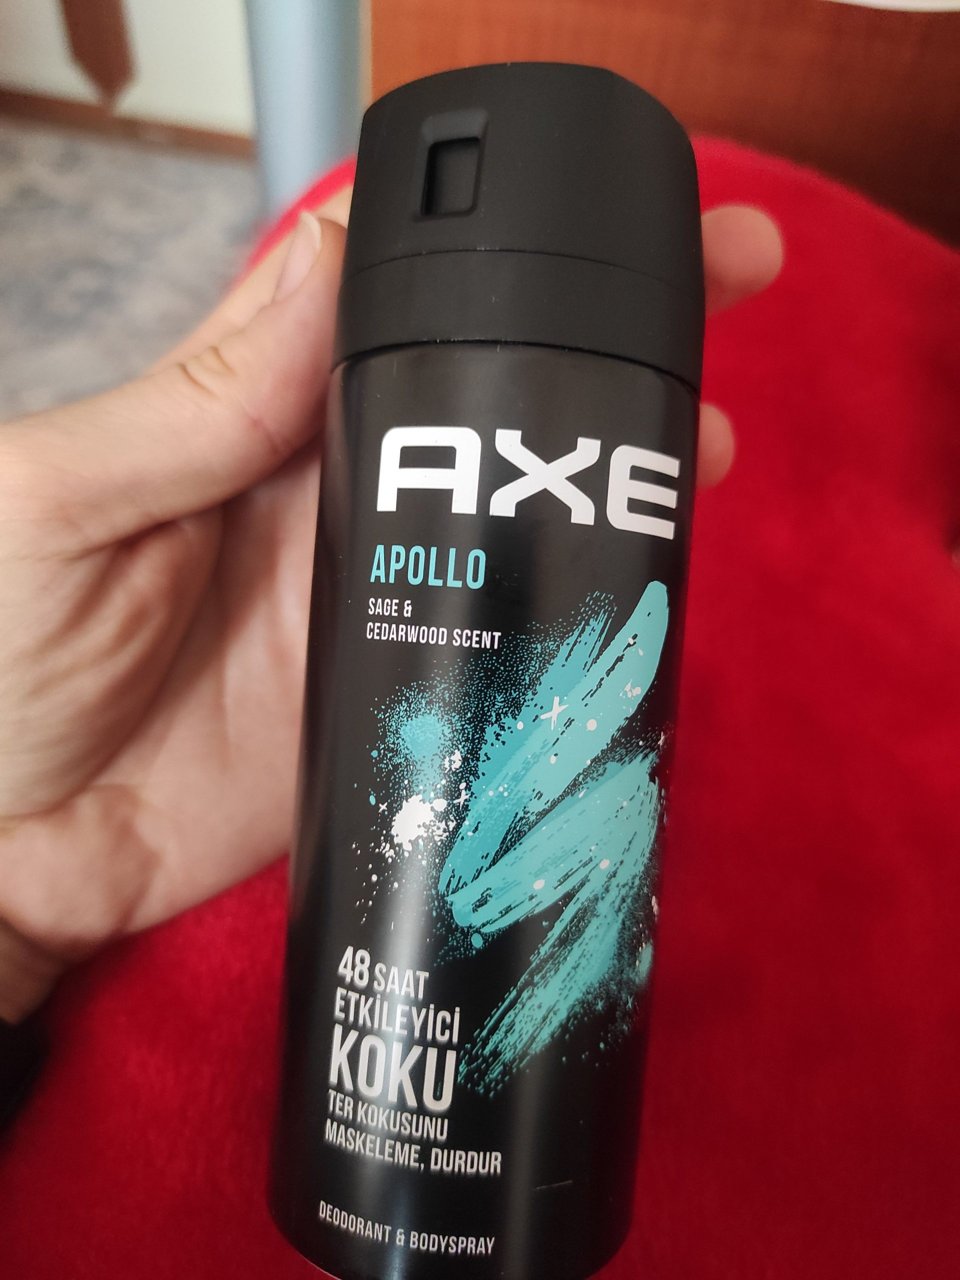 AXE
APOLLO
SAGE &
CEDARWOOD SCENT
48 SAAT
ETKİLEYİCİ
KOKU
TER KOKUSUNU
MASKELEME, DURDUR
DEODORANT & BODYSPRAY